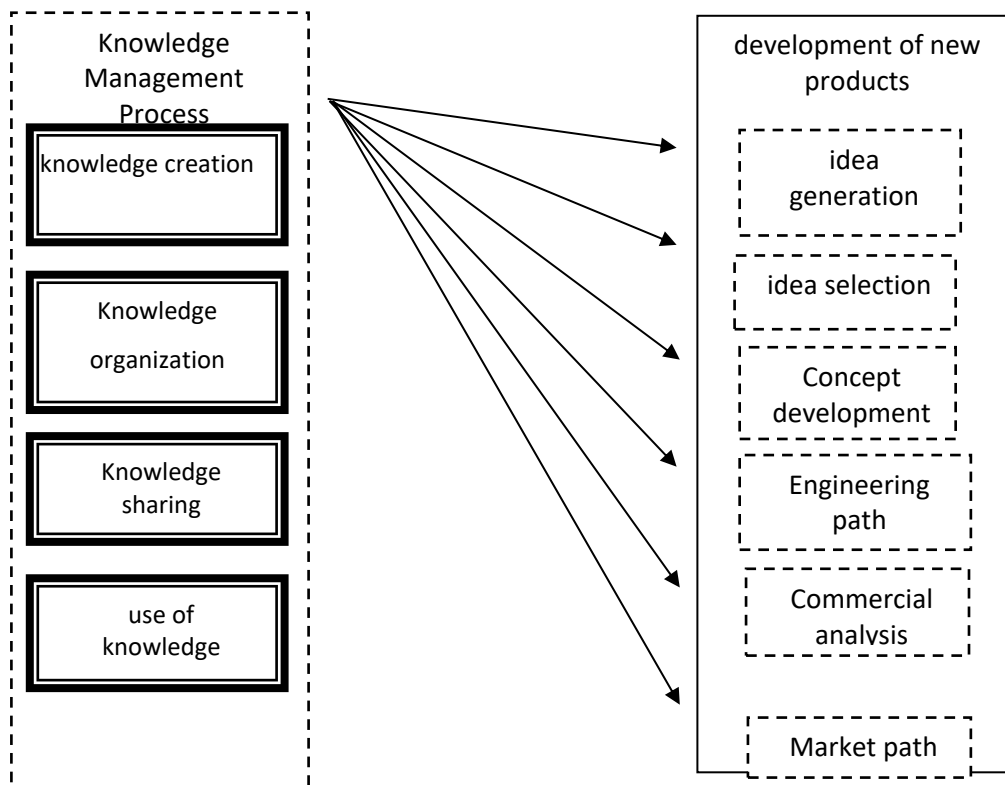 Knowledge
Management
Process
knowledge creation
Knowledge
organization
Knowledge
sharing
use of
knowledge
development of new
products
idea
generation
idea selection
Concept
development
Engineering
path
Commercial
analysis
Market path